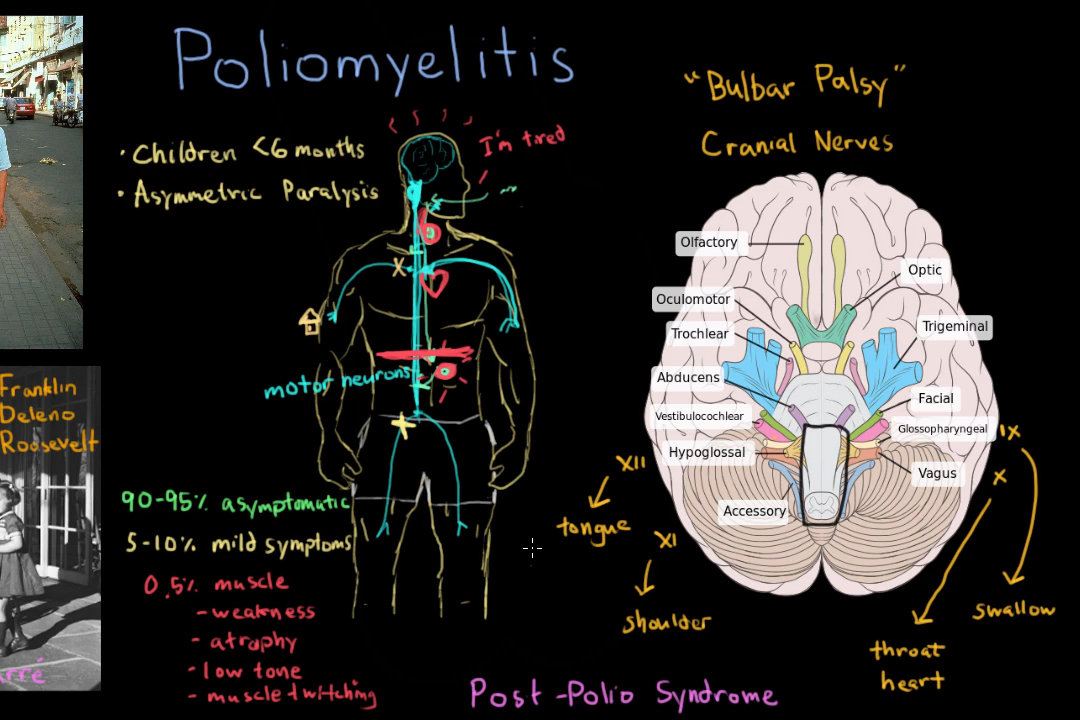 Poliomyelitis
• Children <6 months
• Asymmetric Paralysis
I'm tired
x
motor neurons
Franklin
Deleno
Roosevelt
90-95% asymptomatic
5-10% mild symptoms
0.5% muscle
- weakness
- atrophy
- low tone
- muscle twitching
rré
Post-Polio Syndrome
"Bulbar Palsy"
Cranial Nerves
Olfactory
Optic
Oculomotor
Trochlear
Trigeminal
Abducens
Facial
Vestibulocochlear
Glossopharyngeal
Hypoglossal
Vagus
Accessory
XII
tongue
XI
shoulder
IX
swallow
X
throat
heart